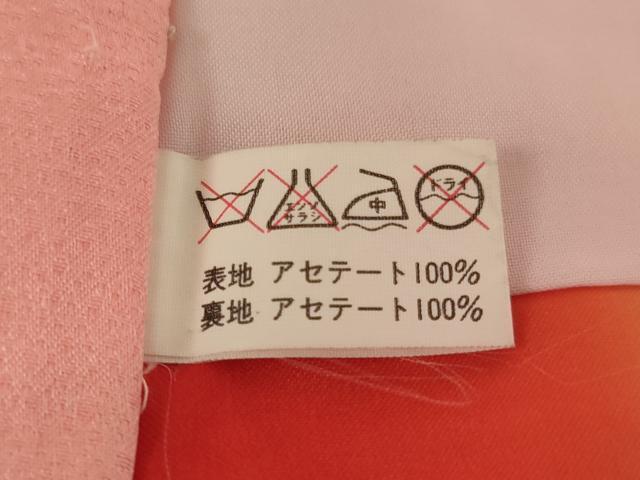 エンソ
サラシ
中
ドライ
表地 アセテート100%
裏地 アセテート100%